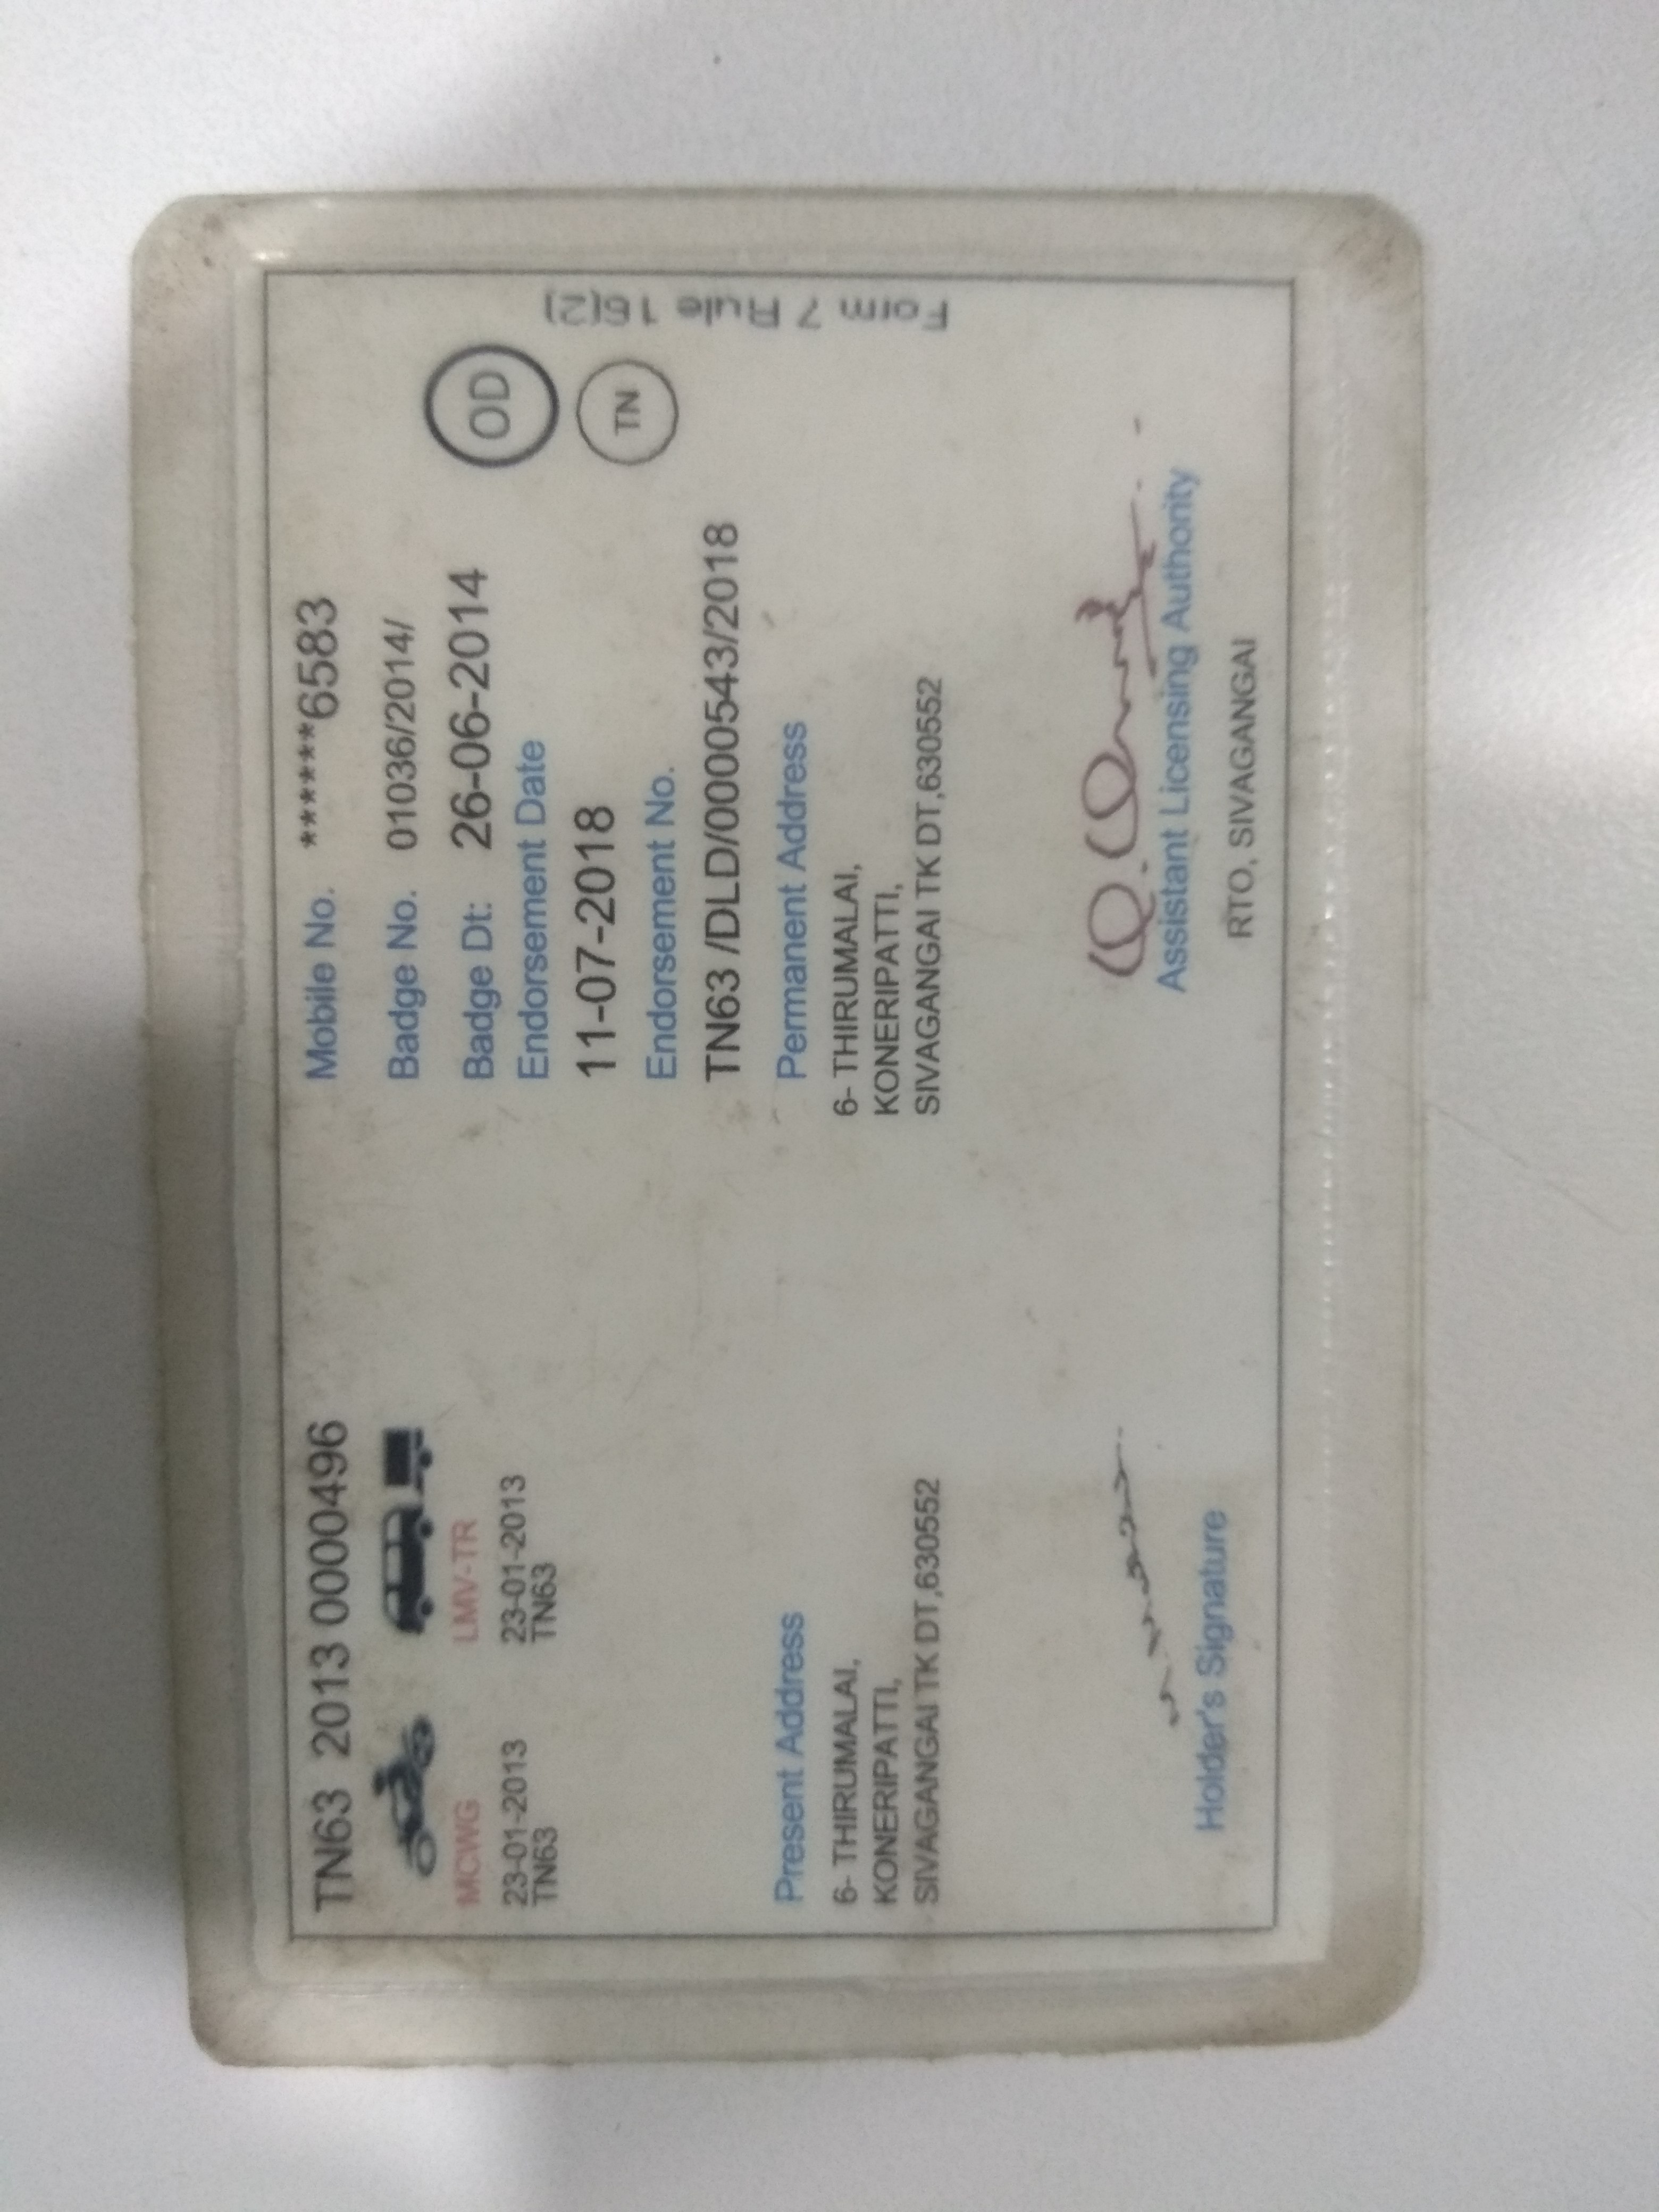 TN63 2013 0000496
MCWG LMV-TR
23-01-2013 23-01-2013
TN63 TN63
Present Address
6- THIRUMALAI,
KONERIPATTI,
SIVAGANGAI TK DT,630552
Holder's Signature
Mobile No. ******6583
Badge No. 01036/2014/
Badge Dt: 26-06-2014
Endorsement Date
11-07-2018
Endorsement No.
TN63 /DLD/0000543/2018
Permanent Address
6- THIRUMALAI,
KONERIPATTI,
SIVAGANGAI TK DT,630552
Assistant Licensing Authority
RTO, SIVAGANGAI
OD
TN
Form 7 Rule 16(2)